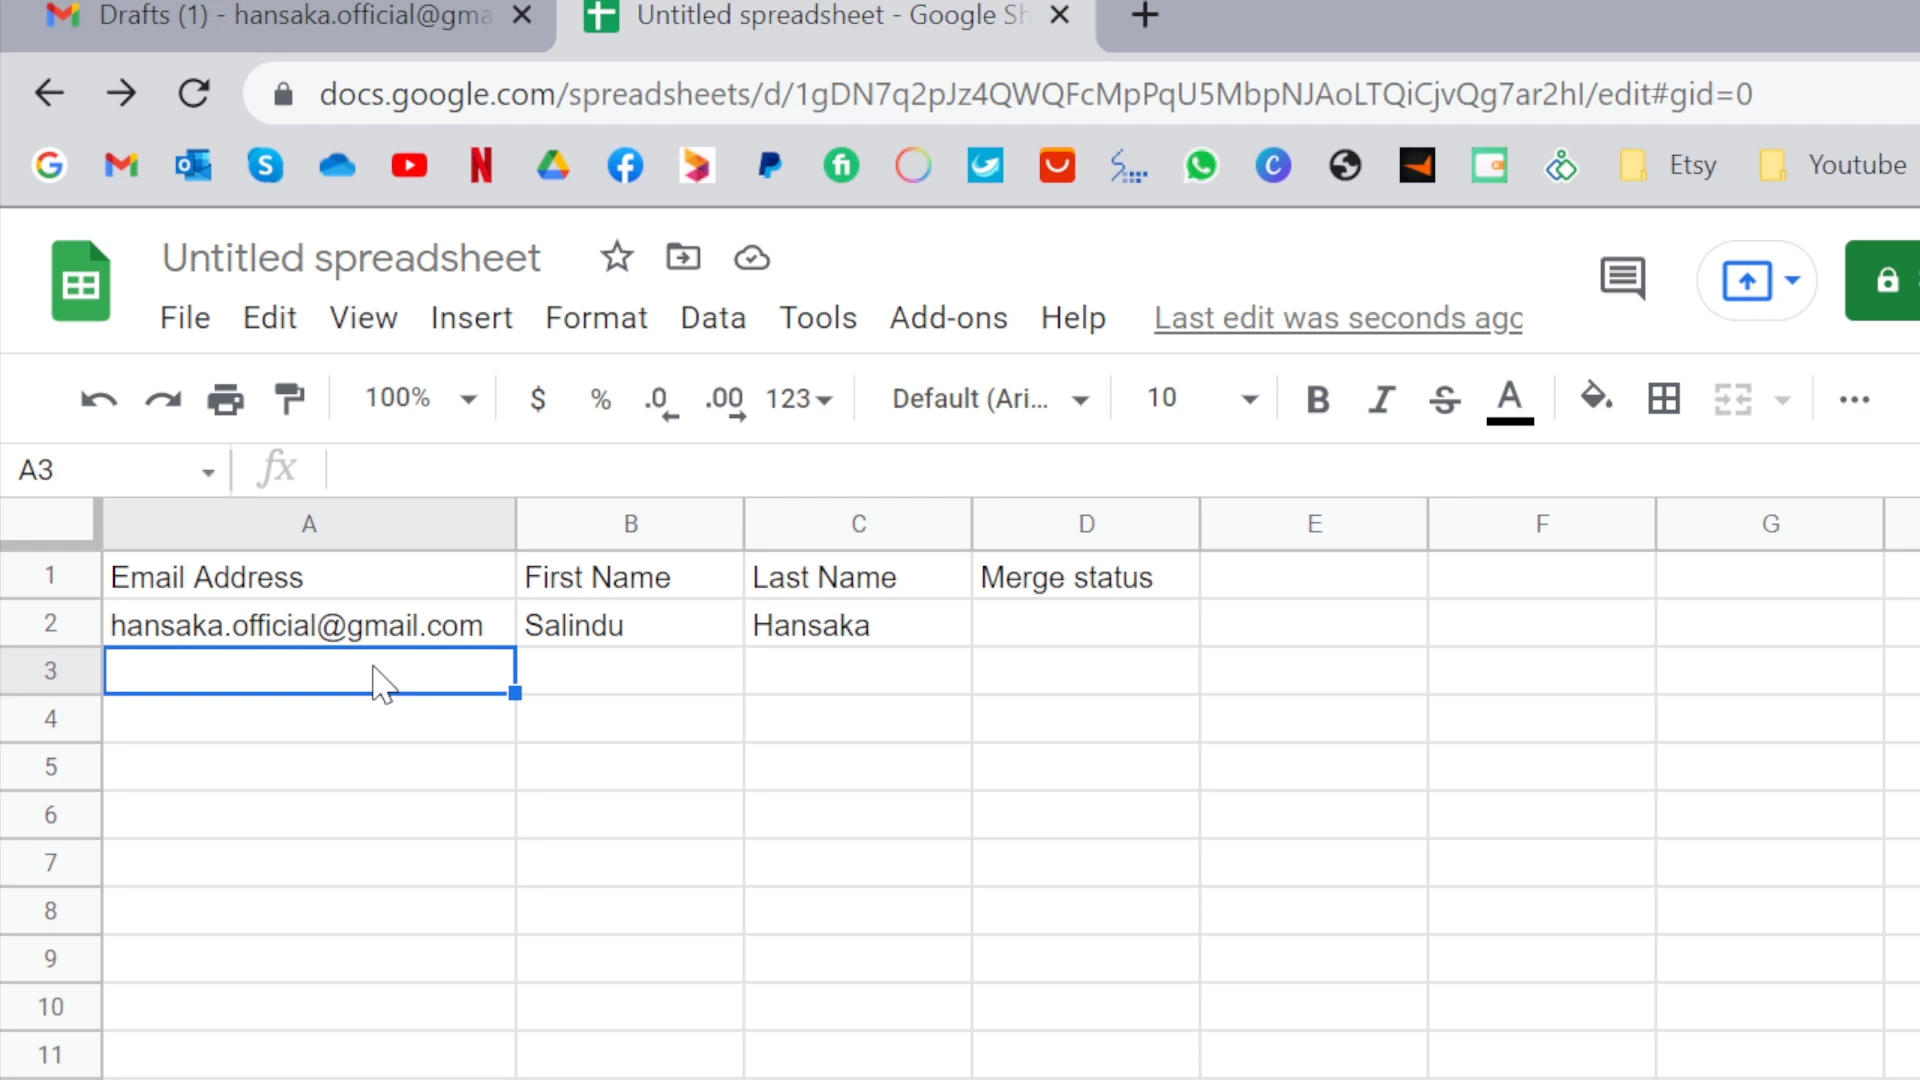 Drafts (1) - hansaka.official@gma
Untitled spreadsheet - Google Sh
docs.google.com/spreadsheets/d/1gDN7q2pJz4QWQFcMpPqU5MbpNJAoLTQiCjvQg7ar2hI/edit#gid=0
Etsy
Youtube
Untitled spreadsheet
File Edit View Insert Format Data Tools Add-ons Help Last edit was seconds ago
100% $ % .0 .00 123 Default (Ari... 10 B I S A
A3 fx
A B C D E F G
1 Email Address First Name Last Name Merge status
2 hansaka.official@gmail.com Salindu Hansaka
3
4
5
6
7
8
9
10
11